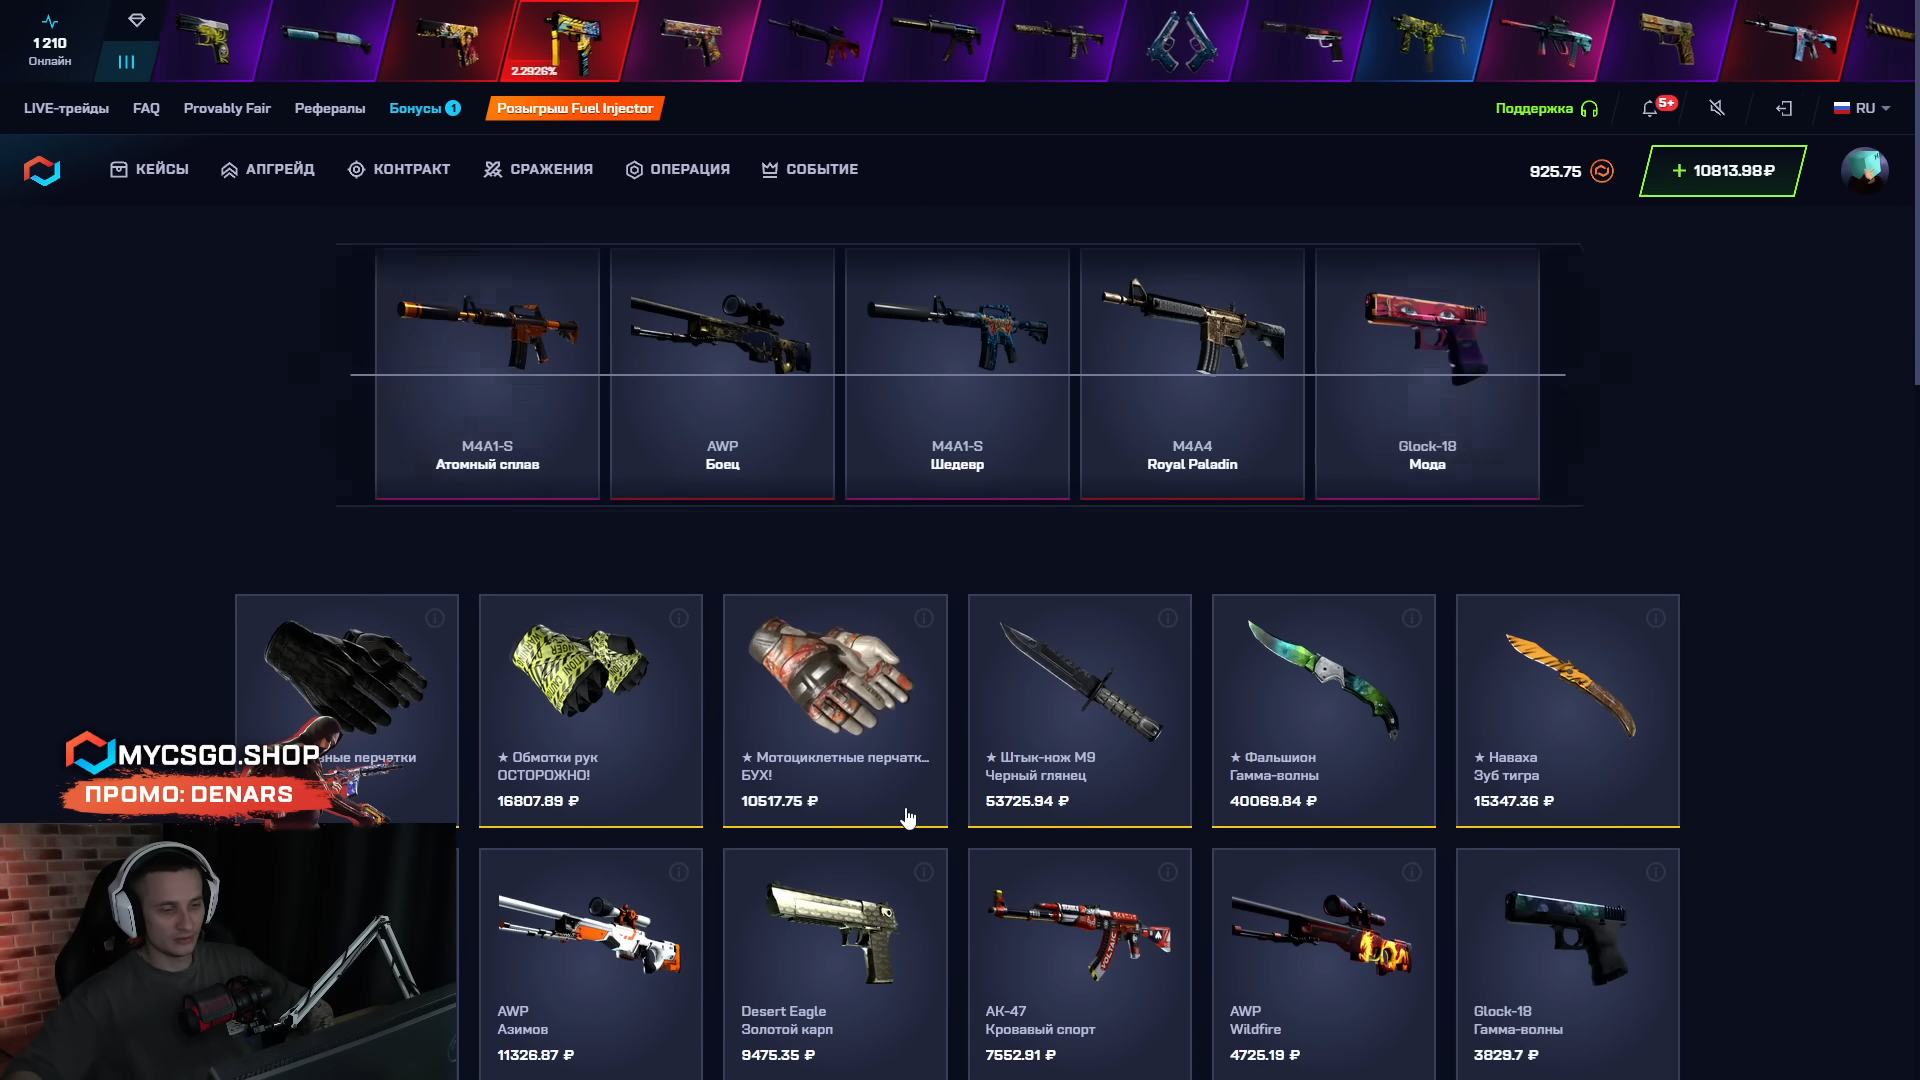 1 210
Онлайн
2.2926%
LIVE-трейды
FAQ
Provably Fair
Рефералы
Бонусы 1
Розыгрыш Fuel Injector
Поддержка
5+
RU
КЕЙСЫ
АПГРЕЙД
КОНТРАКТ
СРАЖЕНИЯ
ОПЕРАЦИЯ
СОБЫТИЕ
925.75
+ 10813.98₽
M4A1-S
Атомный сплав
AWP
Боец
M4A1-S
Шедевр
M4A4
Royal Paladin
Glock-18
Мода
перчатки
★ Обмотки рук
ОСТОРОЖНО!
16807.89 ₽
★ Мотоциклетные перчатк...
БУХ!
10517.75 ₽
★ Штык-нож M9
Черный глянец
53725.94 ₽
★ Фальшион
Гамма-волны
40069.84 ₽
★ Наваха
Зуб тигра
15347.36 ₽
MYCSGO.SHOP
ПРОМО: DENARS
AWP
Азимов
11326.87 ₽
Desert Eagle
Золотой карп
9475.35 ₽
AK-47
Кровавый спорт
7552.91 ₽
AWP
Wildfire
4725.19 ₽
Glock-18
Гамма-волны
3829.7 ₽